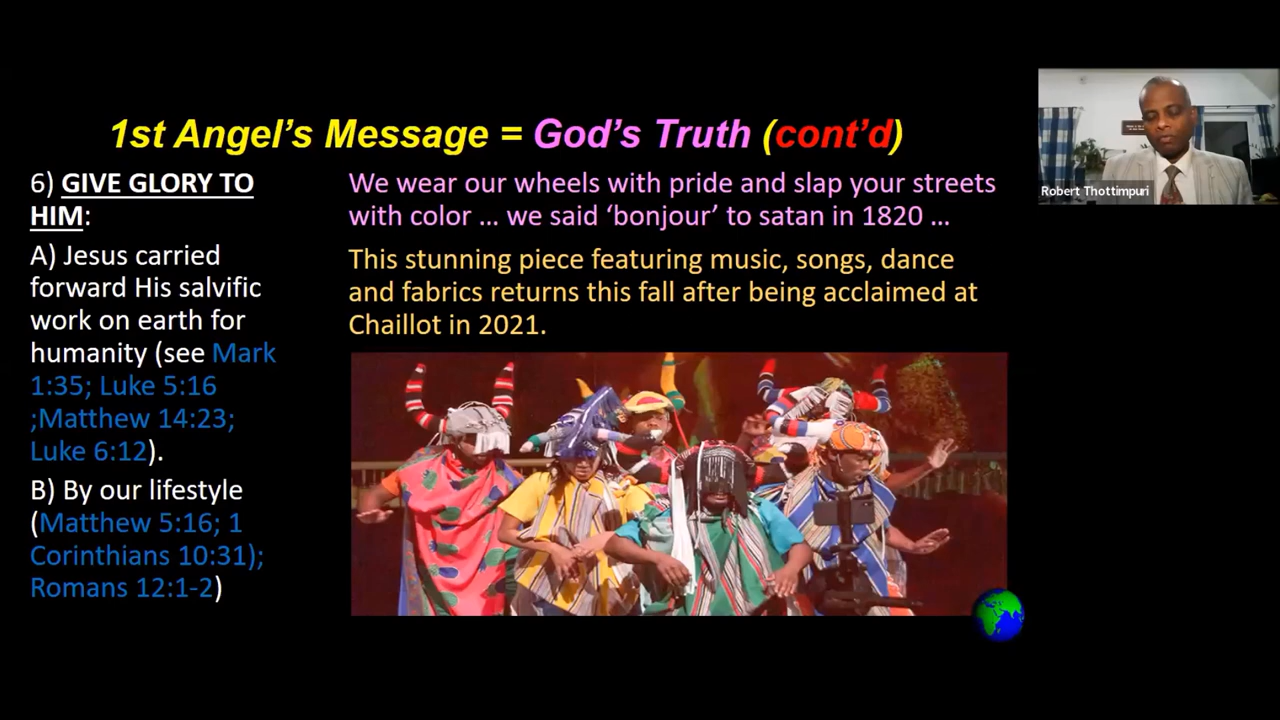 1st Angel's Message = God's Truth (cont'd)
6) GIVE GLORY TO
HIM:
A) Jesus carried
forward His salvific
work on earth for
humanity (see Mark
1:35; Luke 5:16
;Matthew 14:23;
Luke 6:12).
B) By our lifestyle
(Matthew 5:16; 1
Corinthians 10:31);
Romans 12:1-2)
We wear our wheels with pride and slap your streets
with color ... we said ‘bonjour’ to satan in 1820 ...
This stunning piece featuring music, songs, dance
and fabrics returns this fall after being acclaimed at
Chaillot in 2021.
Robert Thottimpuri